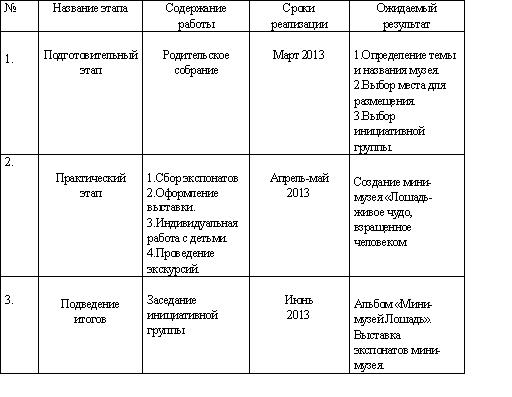 № Название этапа Содержание работы Сроки реализации Ожидаемый результат
1. Подготовительный этап Родительское собрание Март 2013 1.Определение темы
и названия музея.
2.Выбор места для
размещения.
3.Выбор
инициативной
группы.
2. Практический этап 1.Сбор экспонатов
2.Оформление
выставки.
3.Индивидуальная
работа с детьми.
4.Проведение
экскурсий.
Апрель-май
2013
Создание мини-
музея «Лошадь-
живое чудо,
взращенное
человеком
3. Подведение
итогов
Заседание
инициативной
группы
Июнь
2013
Альбом «Мини-
музей Лошадь».
Выставка
экспонатов мини-
музея.